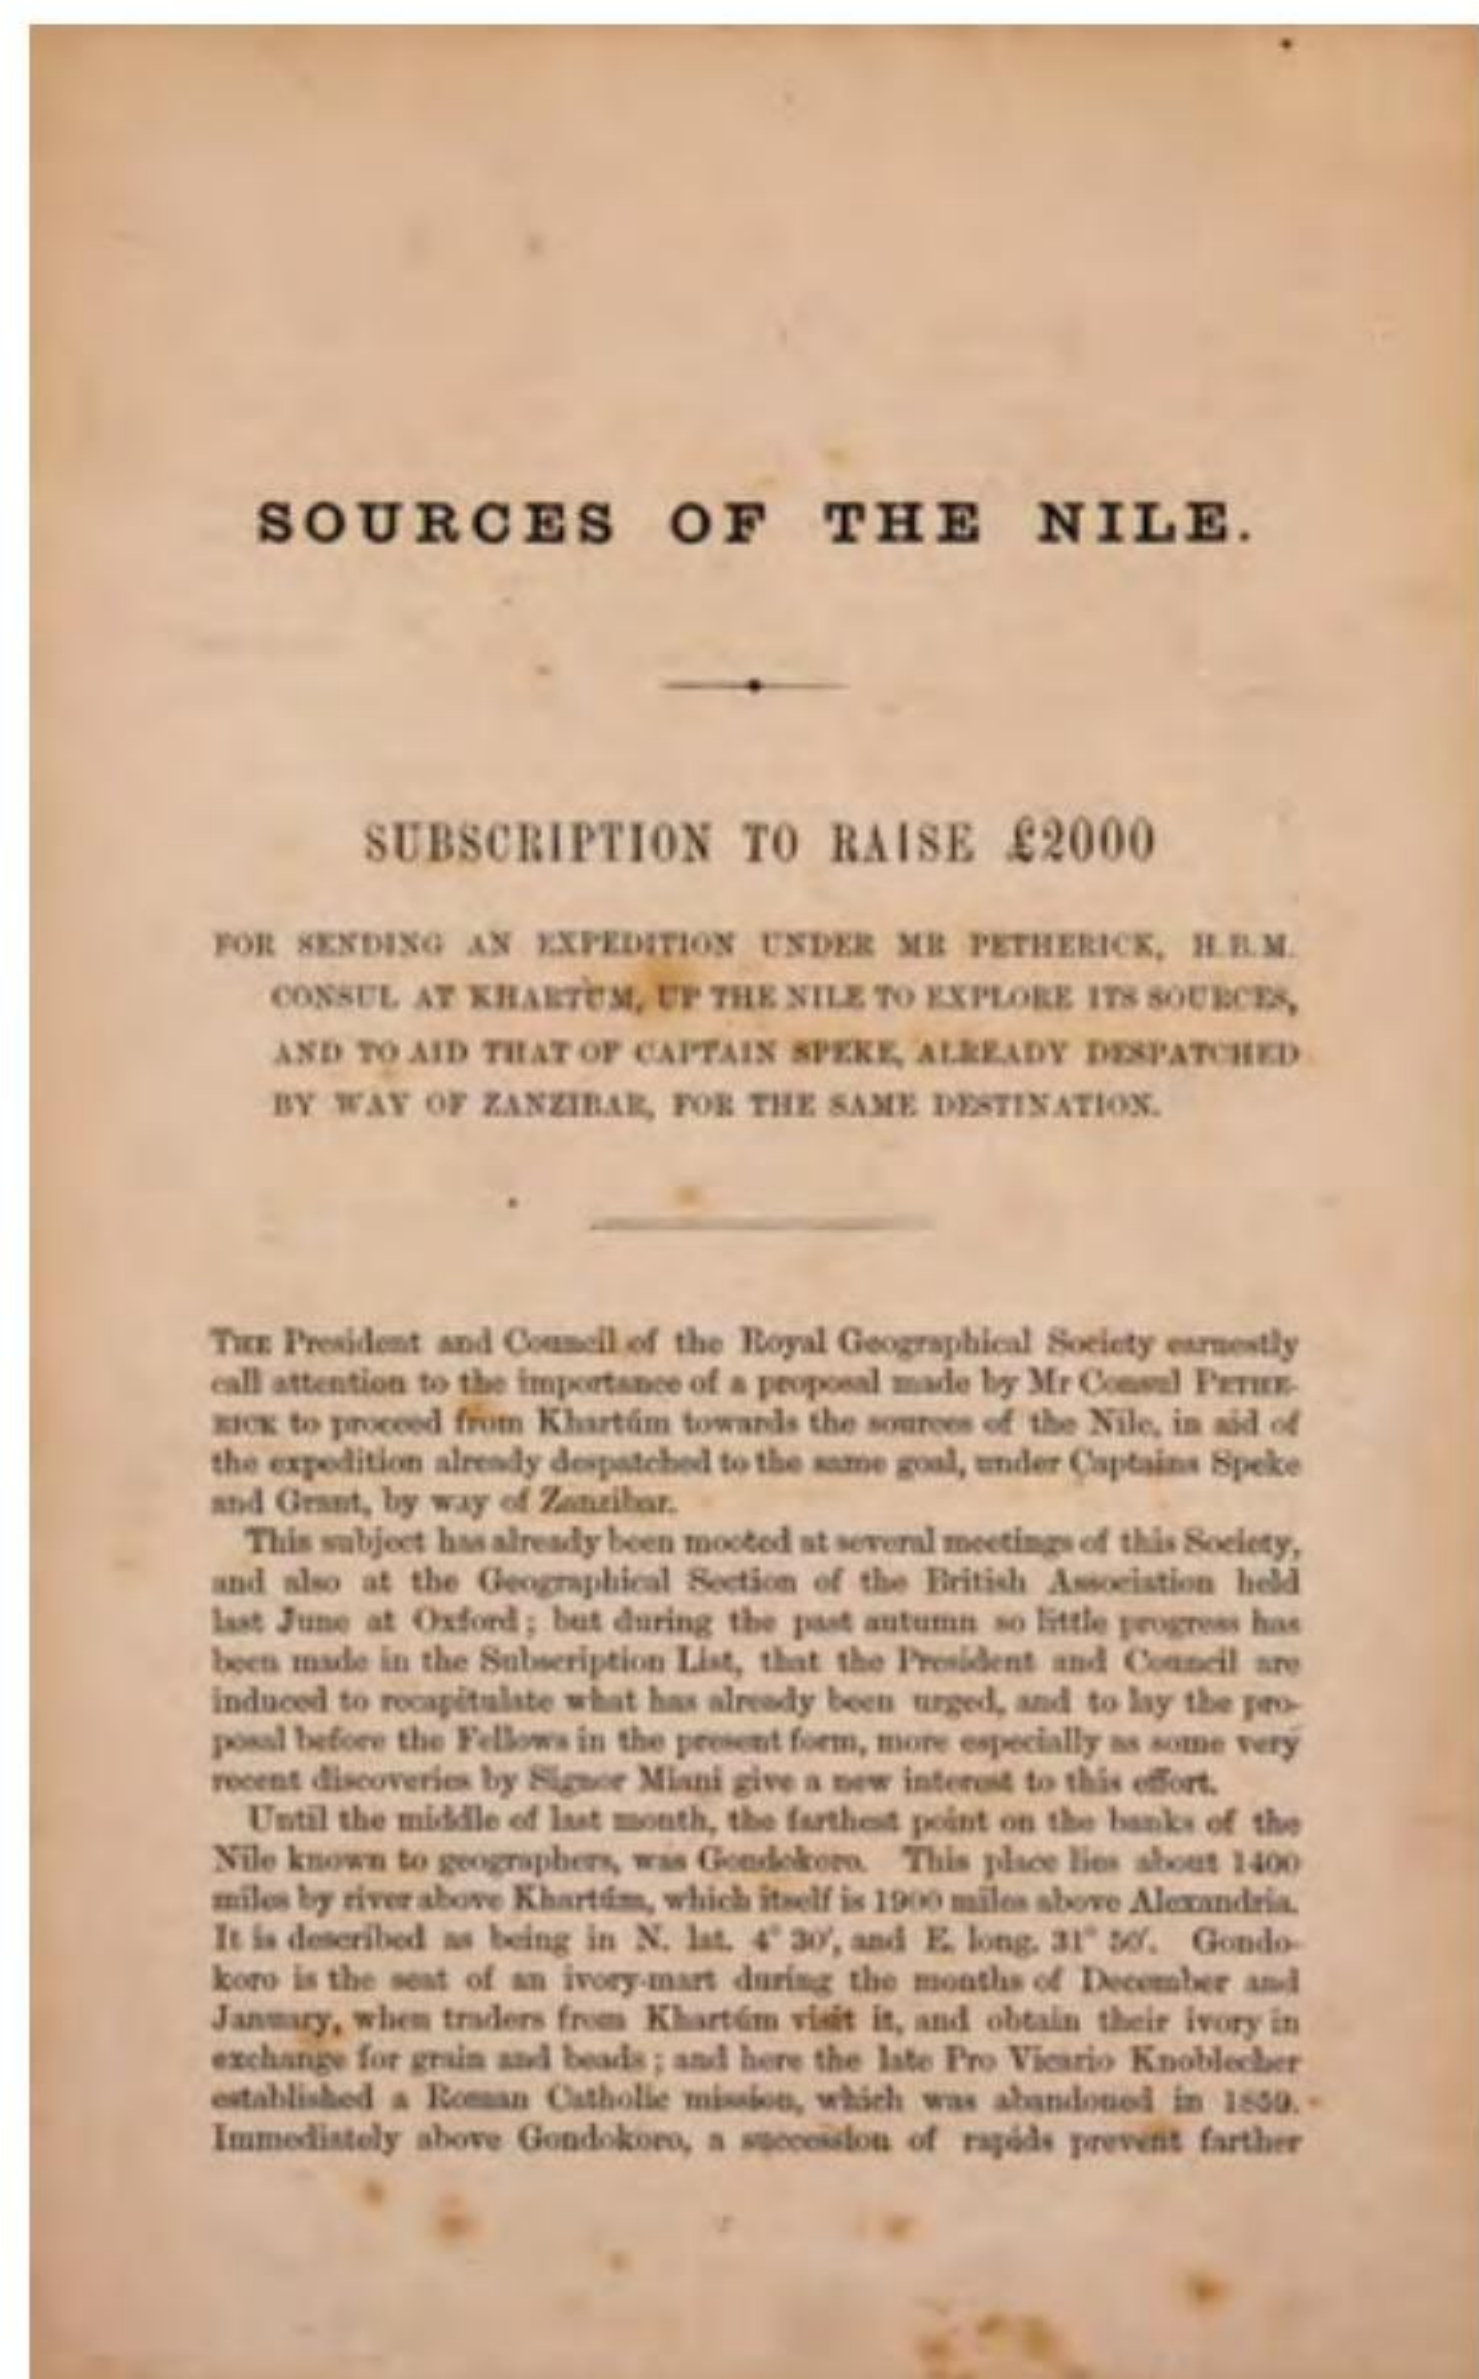 SOURCES OF THE NILE.
SUBSCRIPTION TO RAISE £2000
FOR SENDING AN EXPEDITION UNDER MR PETHERICK, H.B.M.
CONSUL AT KHARTÙM, UP THE NILE TO EXPLORE ITS SOURCES,
AND TO AID THAT OF CAPTAIN SPEKE, ALREADY DESPATCHED
BY WAY OF ZANZIBAR, FOR THE SAME DESTINATION.
THE President and Council of the Royal Geographical Society earnestly
call attention to the importance of a proposal made by Mr Consul PETHE-
RICK to proceed from Khartúm towards the sources of the Nile, in aid of
the expedition already despatched to the same goal, under Captains Speke
and Grant, by way of Zanzibar.
This subject has already been mooted at several meetings of this Society,
and also at the Geographical Section of the British Association held
last June at Oxford; but during the past autumn so little progress has
been made in the Subscription List, that the President and Council are
induced to recapitulate what has already been urged, and to lay the pro-
posal before the Fellows in the present form, more especially as some very
recent discoveries by Signor Miani give a new interest to this effort.
Until the middle of last month, the farthest point on the banks of the
Nile known to geographers, was Gondokoro. This place lies about 1400
miles by river above Khartúm, which itself is 1900 miles above Alexandria.
It is described as being in N. lat. 4° 30′, and E. long. 31° 50′. Gondo-
koro is the seat of an ivory-mart during the months of December and
January, when traders from Khartúm visit it, and obtain their ivory in
exchange for grain and beads; and here the late Pro Vicario Knoblecher
established a Roman Catholic mission, which was abandoned in 1859.
Immediately above Gondokoro, a succession of rapids prevent farther